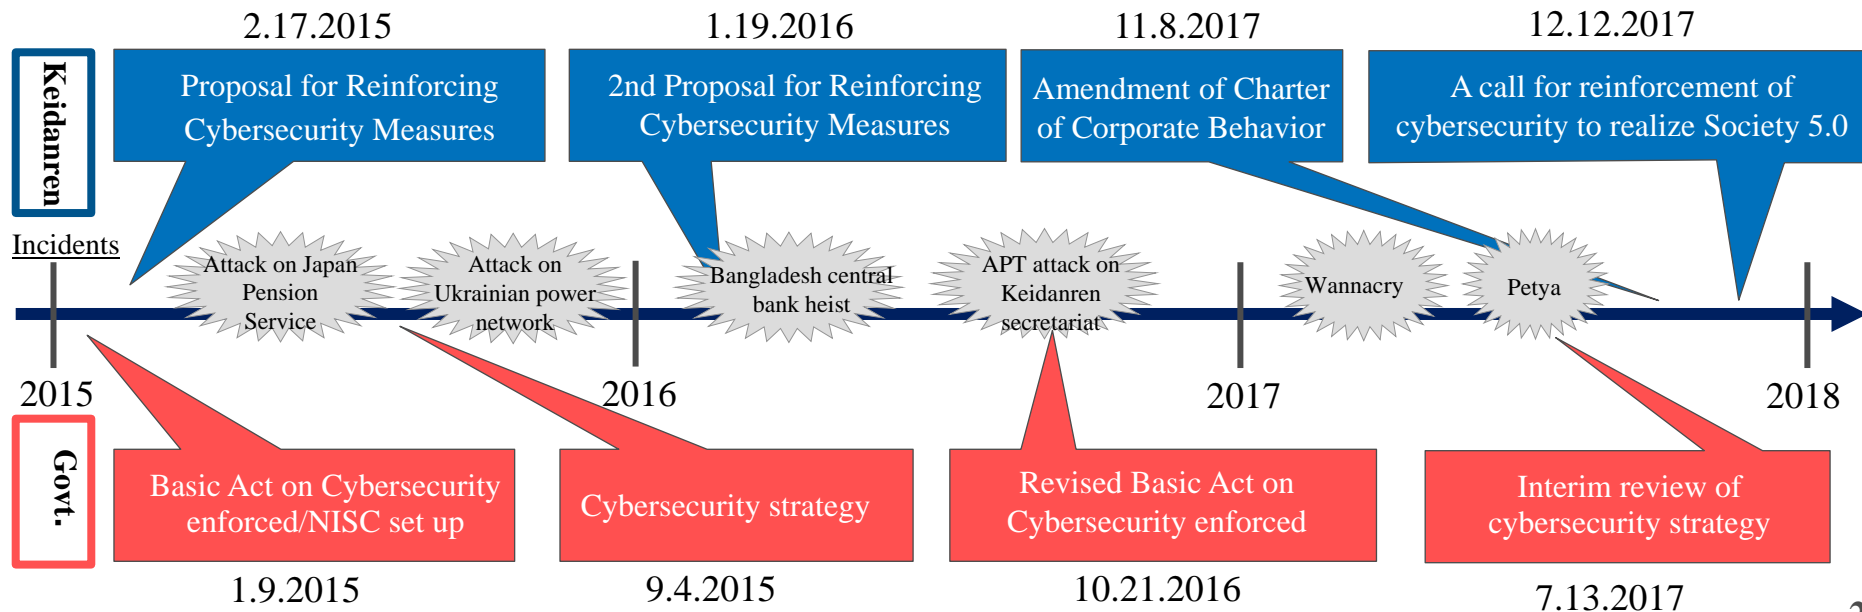 2.17.2015
1.19.2016
11.8.2017
12.12.2017
Keidanren
Proposal for Reinforcing
Cybersecurity Measures
2nd Proposal for Reinforcing
Cybersecurity Measures
Amendment of Charter
of Corporate Behavior
A call for reinforcement of
cybersecurity to realize Society 5.0
Incidents
Attack on Japan
Pension
Service
Attack on
Ukrainian power
network
Bangladesh central
bank heist
APT attack on
Keidanren
secretariat
Wannacry
Petya
2015
2016
2017
2018
Govt.
Basic Act on Cybersecurity
enforced/NISC set up
Cybersecurity strategy
Revised Basic Act on
Cybersecurity enforced
Interim review of
cybersecurity strategy
1.9.2015
9.4.2015
10.21.2016
7.13.2017